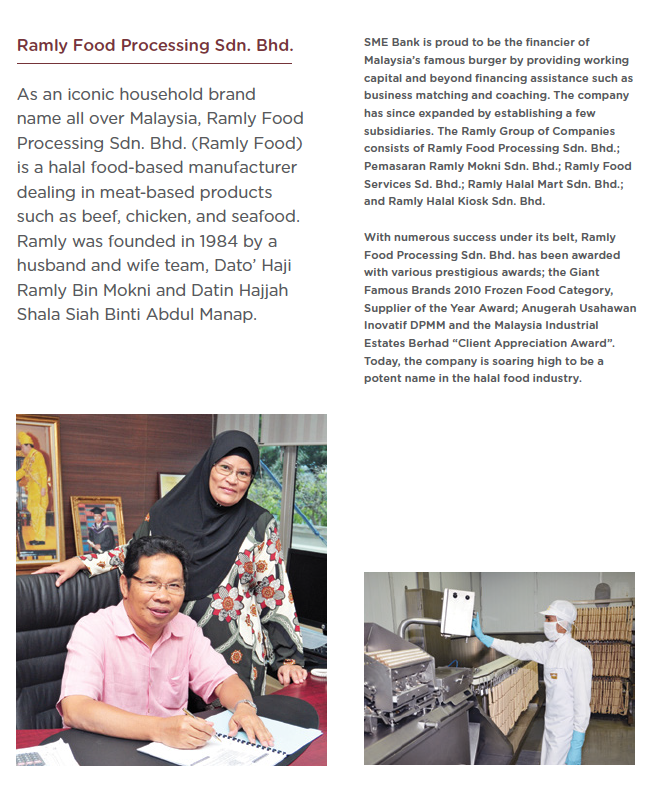 Ramly Food Processing Sdn. Bhd.
As an iconic household brand
name all over Malaysia, Ramly Food
Processing Sdn. Bhd. (Ramly Food)
is a halal food-based manufacturer
dealing in meat-based products
such as beef, chicken, and seafood.
Ramly was founded in 1984 by a
husband and wife team, Dato’ Haji
Ramly Bin Mokni and Datin Hajjah
Shala Siah Binti Abdul Manap.
SME Bank is proud to be the financier of
Malaysia’s famous burger by providing working
capital and beyond financing assistance such as
business matching and coaching. The company
has since expanded by establishing a few
subsidiaries. The Ramly Group of Companies
consists of Ramly Food Processing Sdn. Bhd.;
Pemasaran Ramly Mokni Sdn. Bhd.; Ramly Food
Services Sd. Bhd.; Ramly Halal Mart Sdn. Bhd.;
and Ramly Halal Kiosk Sdn. Bhd.
With numerous success under its belt, Ramly
Food Processing Sdn. Bhd. has been awarded
with various prestigious awards; the Giant
Famous Brands 2010 Frozen Food Category,
Supplier of the Year Award; Anugerah Usahawan
Inovatif DPMM and the Malaysia Industrial
Estates Berhad “Client Appreciation Award”.
Today, the company is soaring high to be a
potent name in the halal food industry.